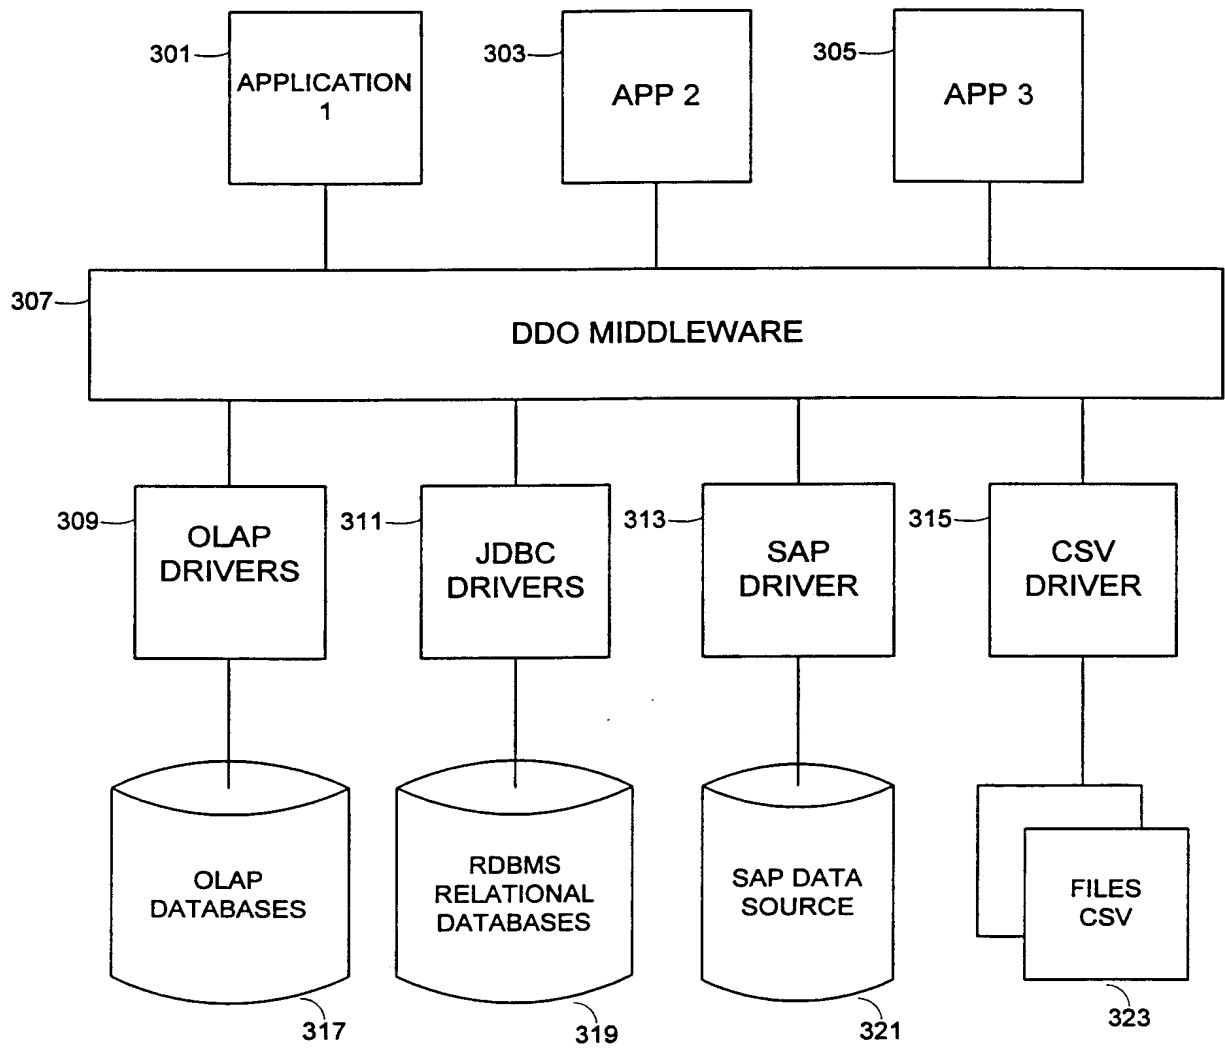 301
APPLICATION
1
303
APP 2
305
APP 3
307
DDO MIDDLEWARE
309
OLAP
DRIVERS
311
JDBC
DRIVERS
313
SAP
DRIVER
315
CSV
DRIVER
OLAP
DATABASES
317
RDBMS
RELATIONAL
DATABASES
319
SAP DATA
SOURCE
321
FILES
CSV
323